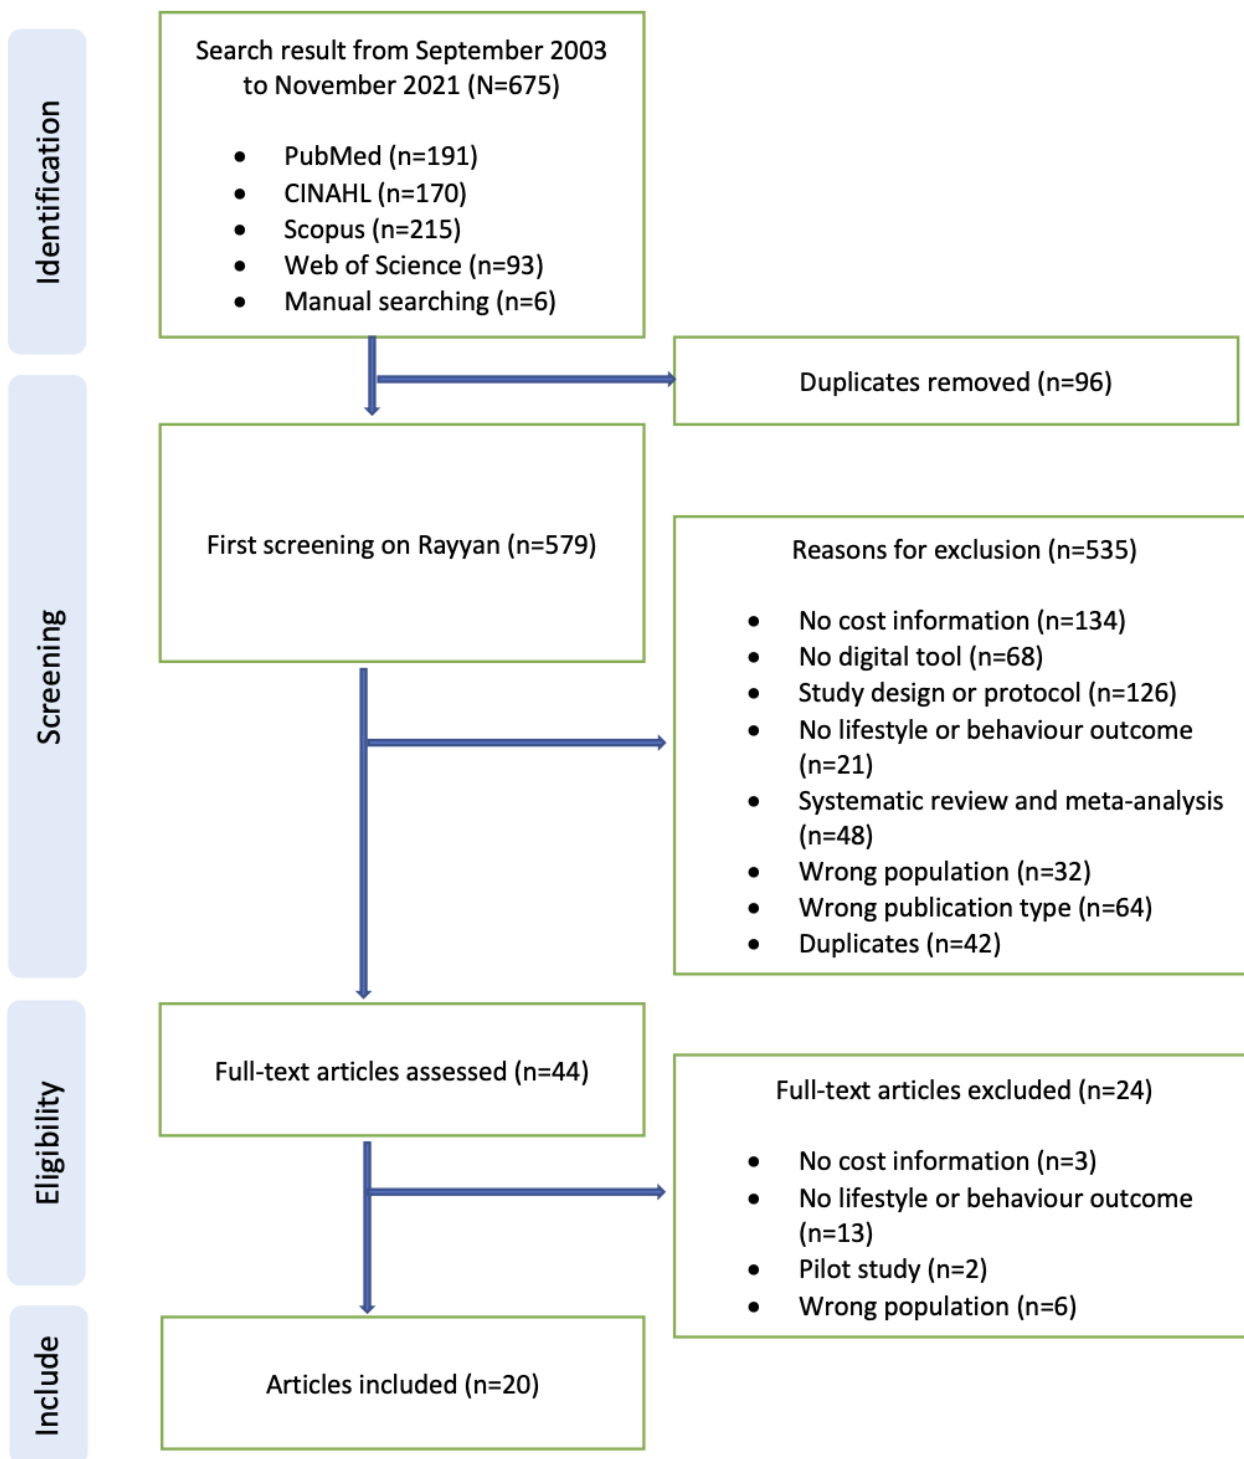 Identification
Search result from September 2003
to November 2021 (N=675)
• PubMed (n=191)
• CINAHL (n=170)
• Scopus (n=215)
• Web of Science (n=93)
• Manual searching (n=6)
Duplicates removed (n=96)
Screening
First screening on Rayyan (n=579)
Reasons for exclusion (n=535)
• No cost information (n=134)
• No digital tool (n=68)
• Study design or protocol (n=126)
• No lifestyle or behaviour outcome
(n=21)
• Systematic review and meta-analysis
(n=48)
• Wrong population (n=32)
• Wrong publication type (n=64)
• Duplicates (n=42)
Eligibility
Full-text articles assessed (n=44)
Full-text articles excluded (n=24)
• No cost information (n=3)
• No lifestyle or behaviour outcome
(n=13)
• Pilot study (n=2)
• Wrong population (n=6)
Include
Articles included (n=20)